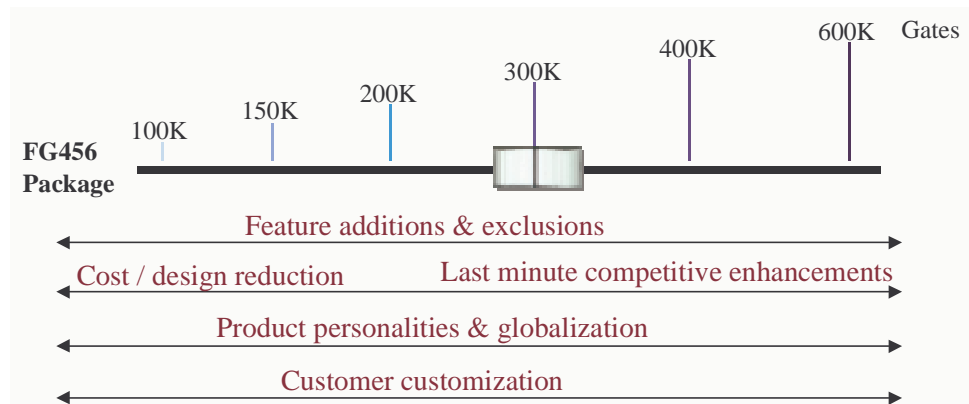 600K Gates
400K
300K
200K
150K
100K
FG456
Package
Feature additions & exclusions
Cost / design reduction Last minute competitive enhancements
Product personalities & globalization
Customer customization